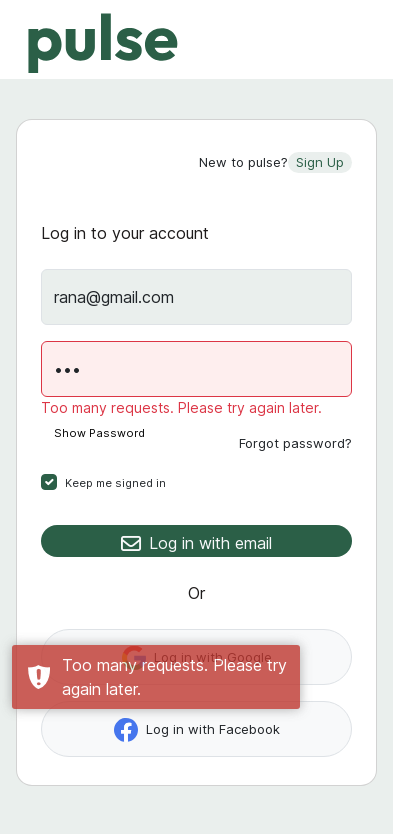 pulse
New to pulse? Sign Up
Log in to your account
rana@gmail.com
•••
Too many requests. Please try again later.
Show Password
Forgot password?
Keep me signed in
Log in with email
Or
Log in with Google
Too many requests. Please try
again later.
Log in with Facebook